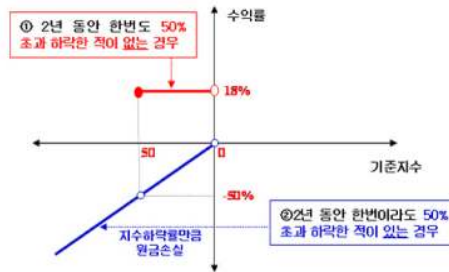 수익률
① 2년 동안 한번도 50%
초과 하락한 적이 없는 경우
18%
50
0
기준지수
-50%
지수하락률만큼
원금손실
②2년 동안 한번이라도 50%
초과 하락한 적이 있는 경우